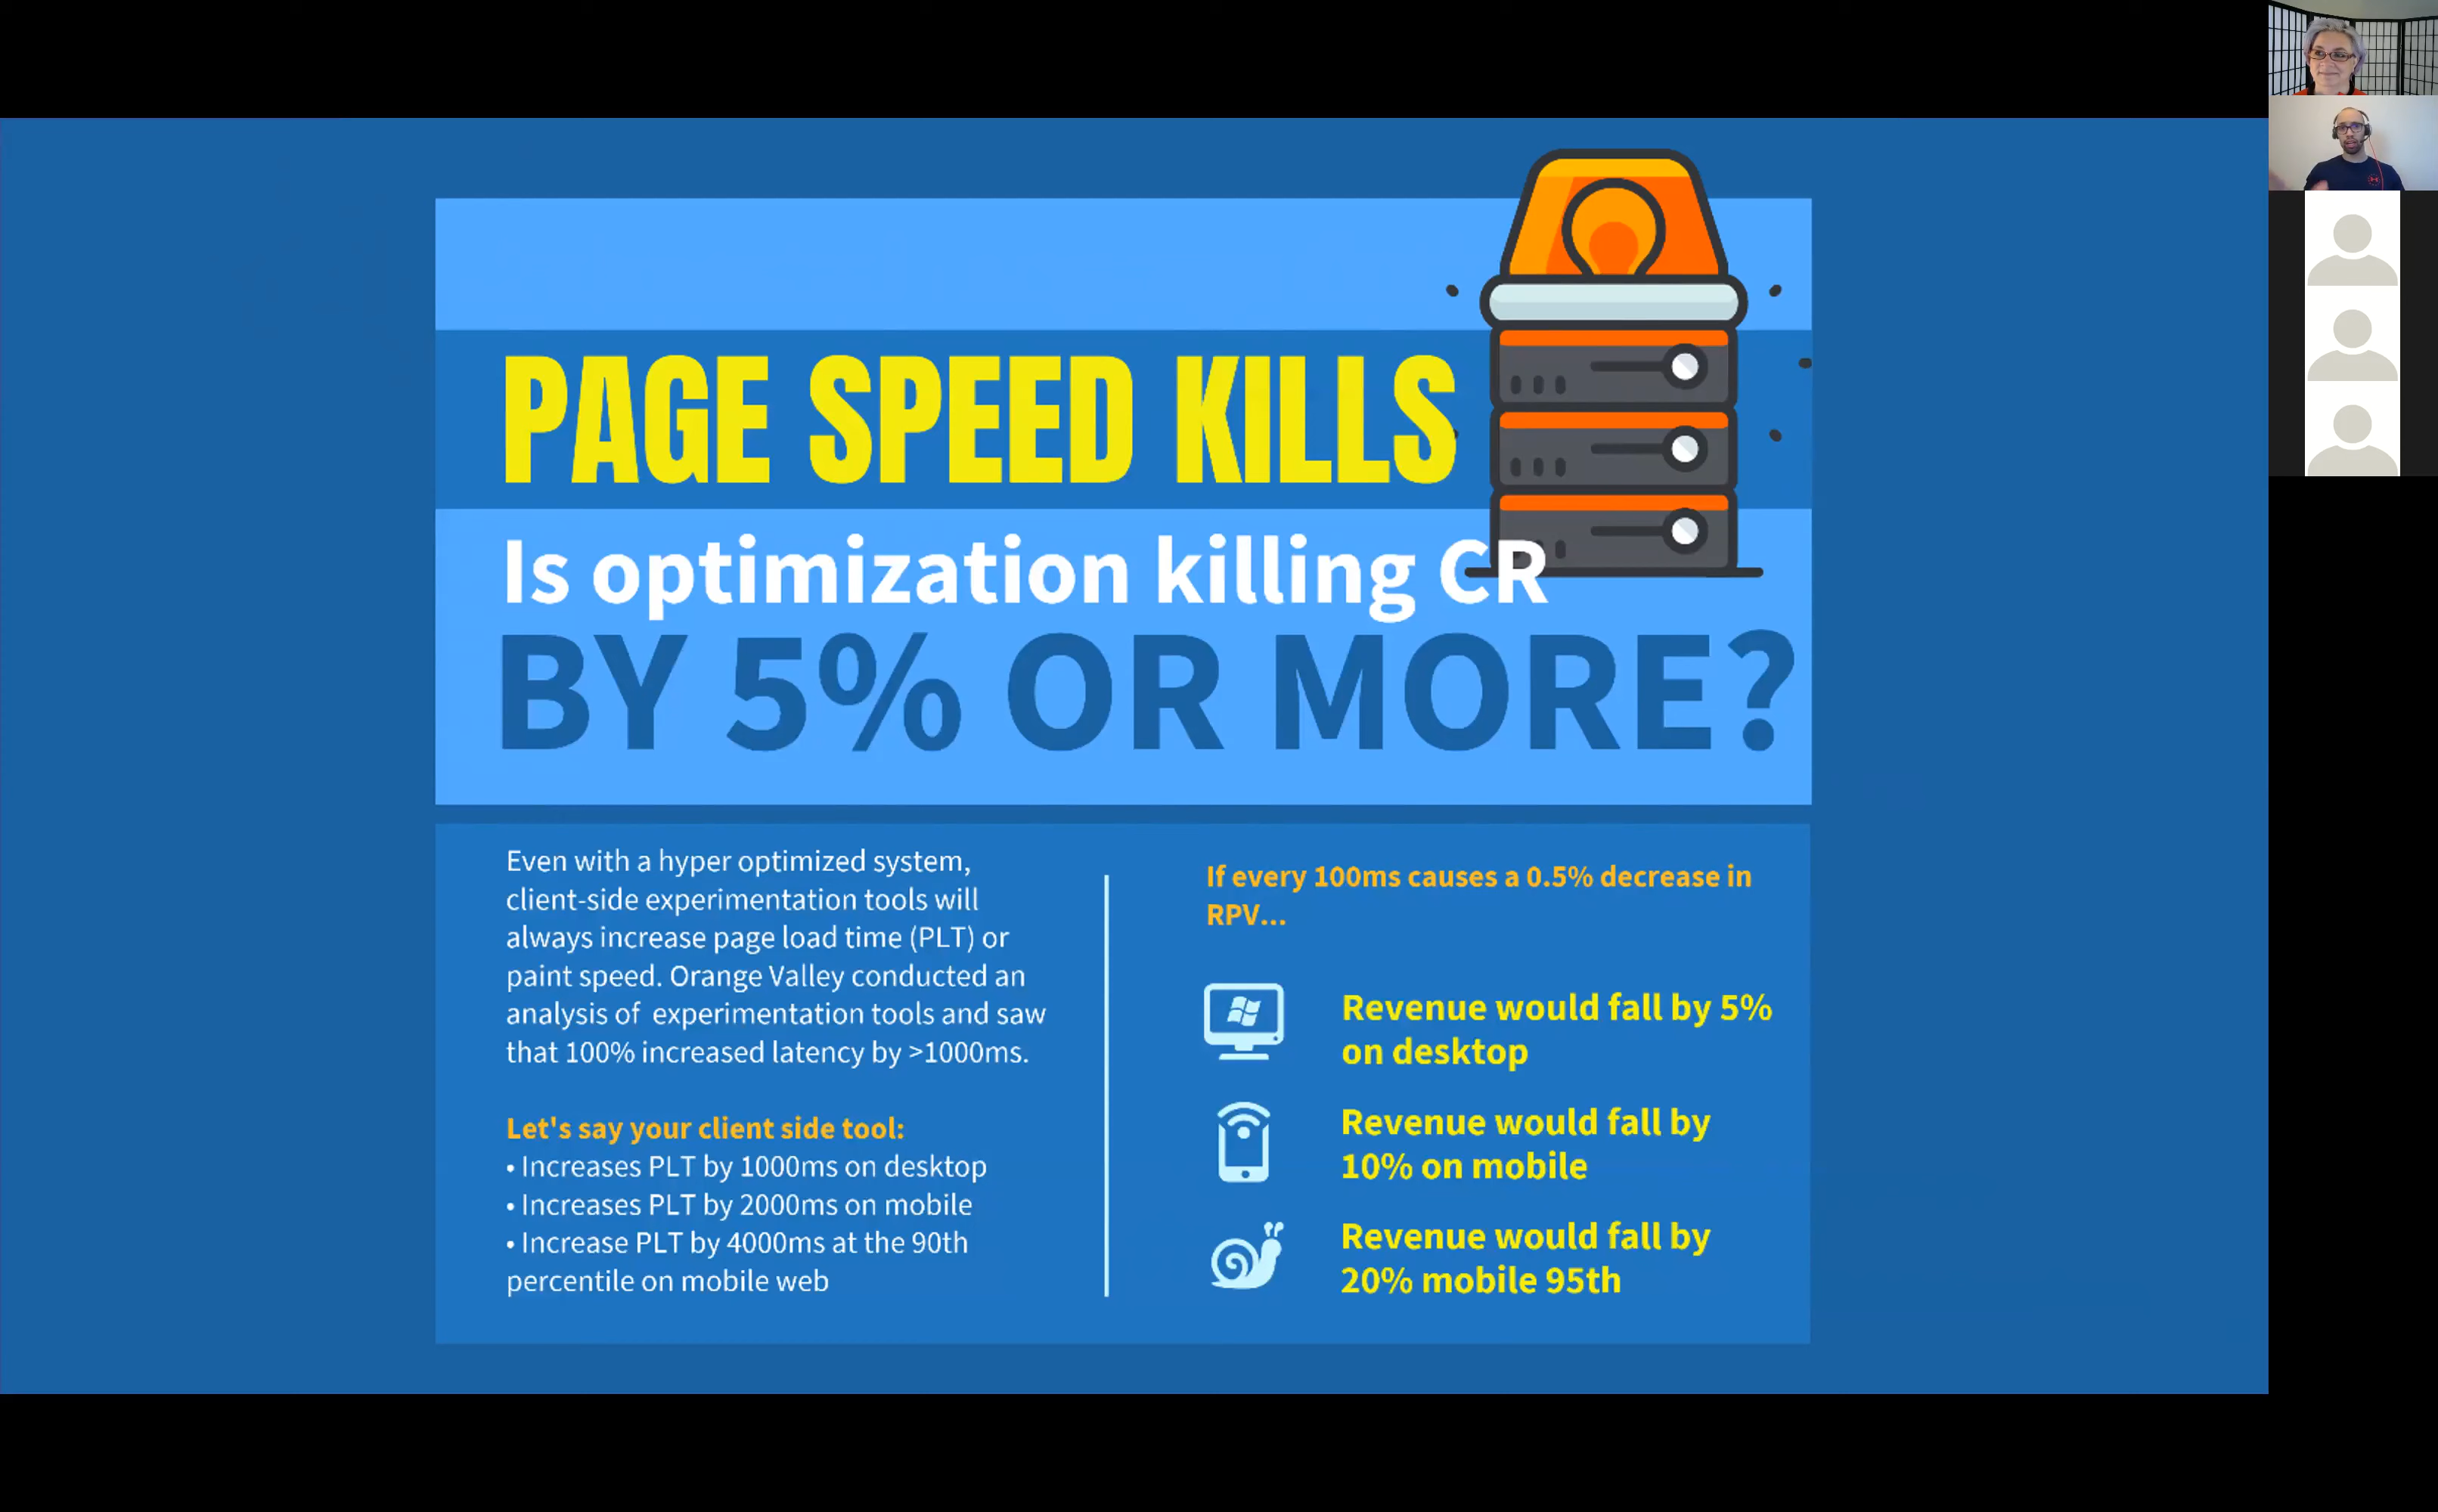 PAGE SPEED KILLS
Is optimization killing CR
BY 5% OR MORE?
Even with a hyper optimized system,
client-side experimentation tools will
always increase page load time (PLT) or
paint speed. Orange Valley conducted an
analysis of experimentation tools and saw
that 100% increased latency by >1000ms.
Let's say your client side tool:
• Increases PLT by 1000ms on desktop
• Increases PLT by 2000ms on mobile
• Increase PLT by 4000ms at the 90th
percentile on mobile web
If every 100ms causes a 0.5% decrease in
RPV...
Revenue would fall by 5%
on desktop
Revenue would fall by
10% on mobile
Revenue would fall by
20% mobile 95th